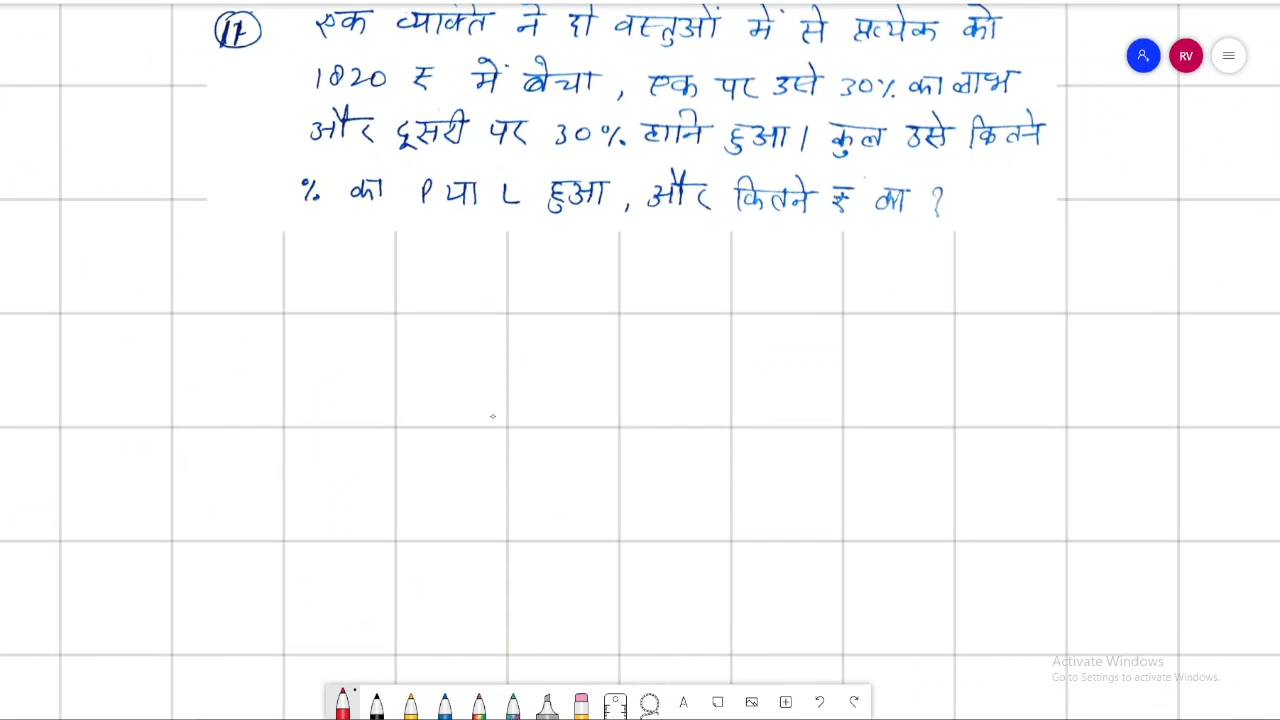 17 एक व्यक्ति ने दो वस्तुओं में से प्रत्येक को
1820 ₹ में बेचा, एक पर उसे 30% का लाभ
और दूसरी पर 30% हानि हुआ। कुल उसे कितने
% का P या L हुआ, और कितने ₹ का ?
RV
Activate Windows
Go to Settings to activate Windows.
A